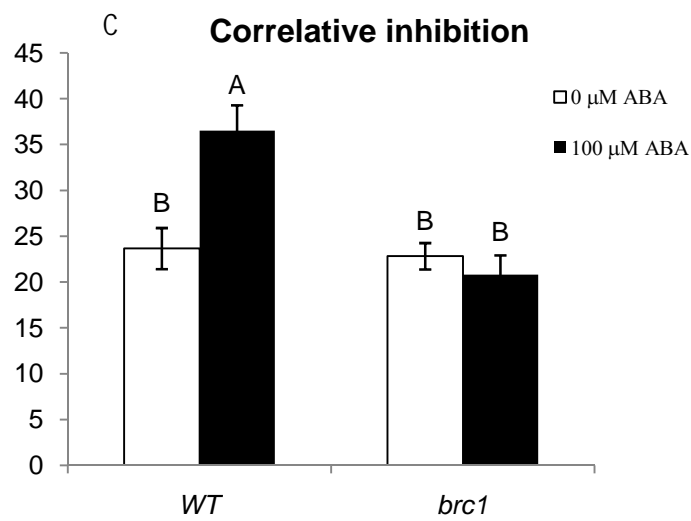 C
Correlative inhibition
45
40
35
30
25
20
15
10
5
0
B
A
B
B
WT
brc1
0 μM ABA
100 μM ABA